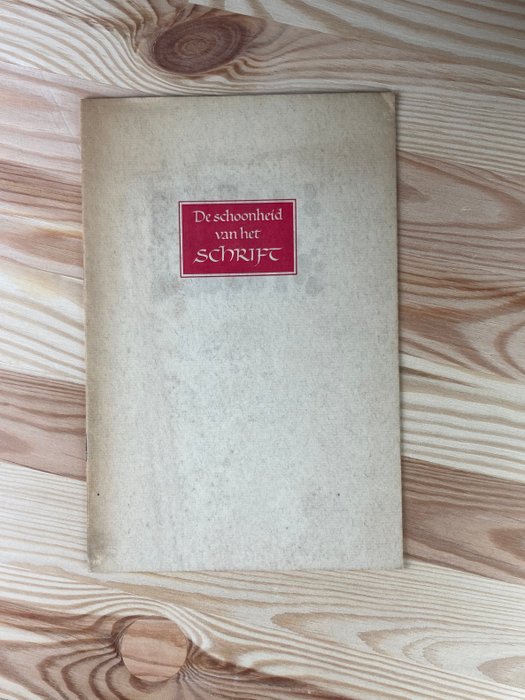 De schoonheid
van het
SCHRIFT